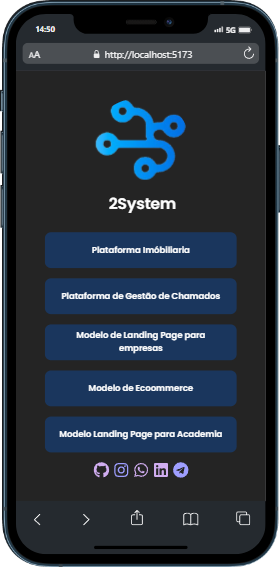 14:50
5G
AA
http://localhost:5173
2System
Plataforma Imóbiliaria
Plataforma de Gestão de Chamados
Modelo de Landing Page para
empresas
Modelo de Ecoommerce
Modelo Landing Page para Academia